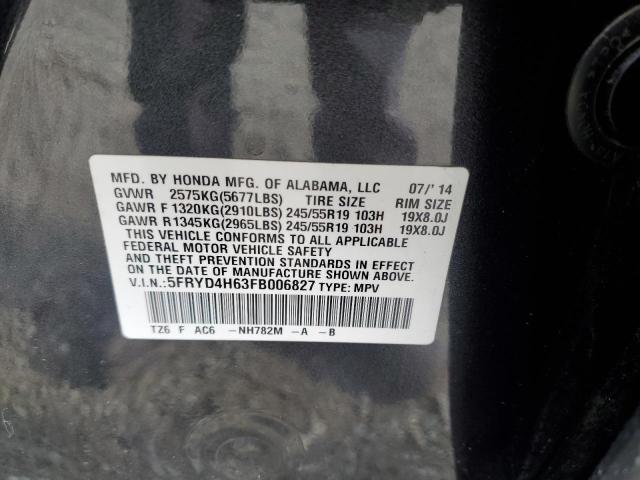 MFD. BY HONDA MFG. OF ALABAMA, LLC 07/'14
GVWR 2575KG(5677LBS) TIRE SIZE RIM SIZE
GAWR F 1320KG(2910LBS) 245/55R19 103H 19X8.0J
GAWR R 1345KG(2965LBS) 245/55R19 103H 19X8.0J
THIS VEHICLE CONFORMS TO ALL APPLICABLE
FEDERAL MOTOR VEHICLE SAFETY
AND THEFT PREVENTION STANDARDS IN EFFECT
ON THE DATE OF MANUFACTURE SHOWN ABOVE.
V.I.N.:5FRYD4H63FB006827 TYPE: MPV
TZ6 F AC6 -NH782M -A -B